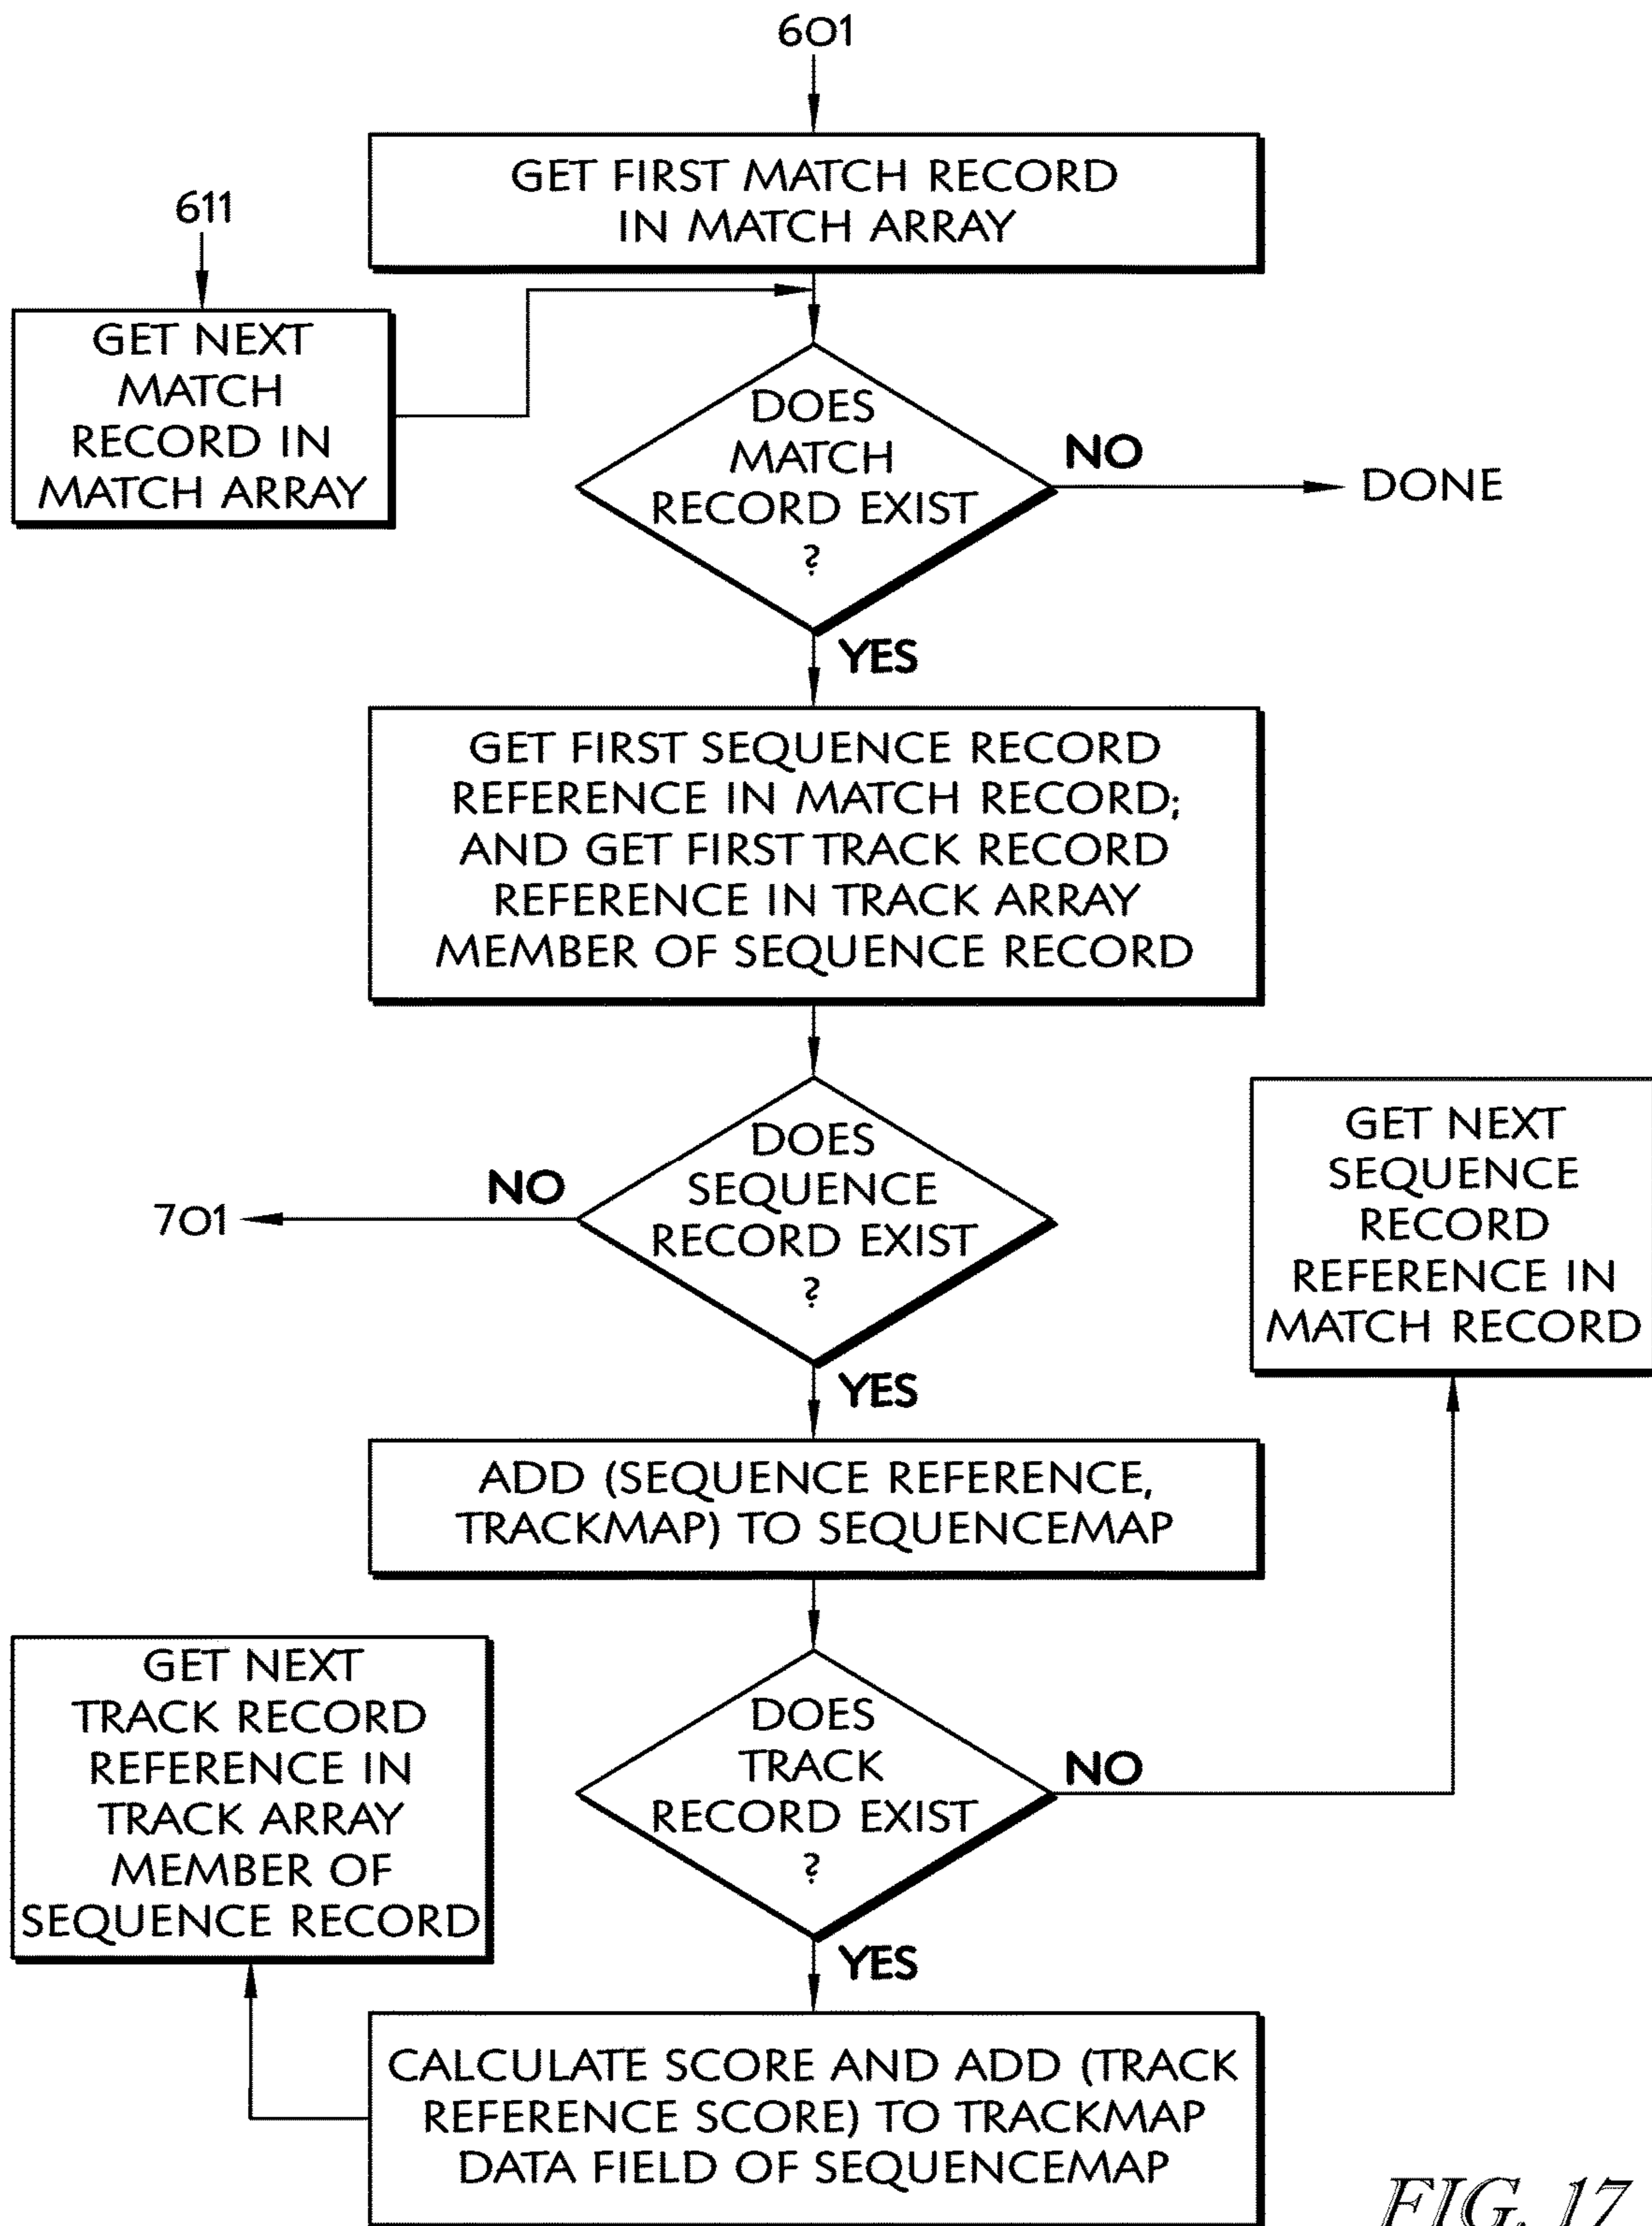 601
GET FIRST MATCH RECORD
IN MATCH ARRAY
611
GET NEXT
MATCH
RECORD IN
MATCH ARRAY
DOES
MATCH
RECORD EXIST
?
NO
DONE
YES
GET FIRST SEQUENCE RECORD
REFERENCE IN MATCH RECORD;
AND GET FIRST TRACK RECORD
REFERENCE IN TRACK ARRAY
MEMBER OF SEQUENCE RECORD
DOES
SEQUENCE
RECORD EXIST
?
NO
701
GET NEXT
SEQUENCE
RECORD
REFERENCE IN
MATCH RECORD
YES
ADD (SEQUENCE REFERENCE,
TRACKMAP) TO SEQUENCEMAP
GET NEXT
TRACK RECORD
REFERENCE IN
TRACK ARRAY
MEMBER OF
SEQUENCE RECORD
DOES
TRACK
RECORD EXIST
?
NO
YES
CALCULATE SCORE AND ADD (TRACK
REFERENCE SCORE) TO TRACKMAP
DATA FIELD OF SEQUENCEMAP
FIG. 17